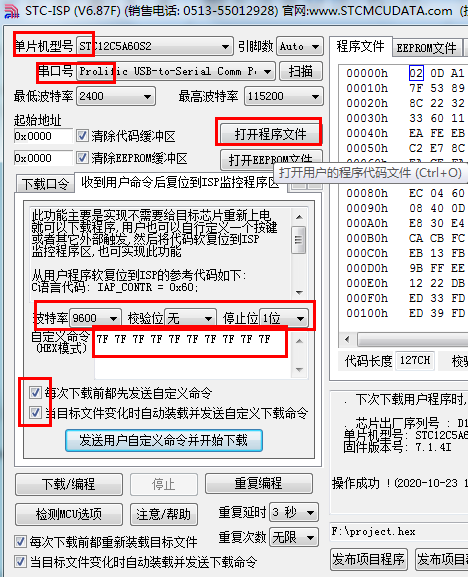 STC-ISP (V6.87F) (销售电话: 0513-55012928) 官网:www.STCMCUDATA.com
单片机型号 STC12C5A60S2 引脚数 Auto
串口号 Prolific USB-to-Serial Comm P 扫描
最低波特率 2400 最高波特率 115200
起始地址
0x0000 清除代码缓冲区 打开程序文件
0x0000 清除EEPROM缓冲区 打开EEPROM文件
打开用户的程序代码文件 (Ctrl+O)
下载口令 收到用户命令后复位到ISP监控程序区
此功能主要是实现不需要给目标芯片重新上电,
就可以下载程序,用户也可以自行定义一个按键
或者其它外部触发,然后将代码软复位到ISP
监控程序区,也可实现此功能
从用户程序软复位到ISP的参考代码如下:
C语言代码: IAP_CONTR = 0x60;
波特率 9600 校验位 无 停止位 1位
自定义命令 7F 7F 7F 7F 7F 7F 7F 7F 7F 7F
(HEX模式)
每次下载前都先发送自定义命令
当目标文件变化时自动装载并发送自定义下载命令
发送用户自定义命令并开始下载
下载/编程 停止 重复编程
检测MCU选项 注意/帮助 重复延时 3 秒
重复次数 无限
每次下载前都重新装载目标文件
当目标文件变化时自动装载并发送下载命令
程序文件 EEPROM文件
00000h 02 0D A1
00010h 7F 53 89
00020h 8C 22 32
00030h 33 60 11
00040h EA FE EB
00050h C2 E7 8C
00080h EC 04 60
00090h 08 40 0D
000A0h E8 30 E4
000B0h CA CB FC
000C0h EB 13 FB
000D0h 9B FF EE
000E0h 12 22 DB
000F0h ED 33 FD
00100h ED 39 FD
代码长度 127CH 校验
. 下次下载用户程序时,
. 芯片出厂序列号 : D1
单片机型号: STC12C5A6
固件版本号: 7.1.4I
操作成功 !(2020-10-23 1
F:\project.hex
发布项目程序 发布项目